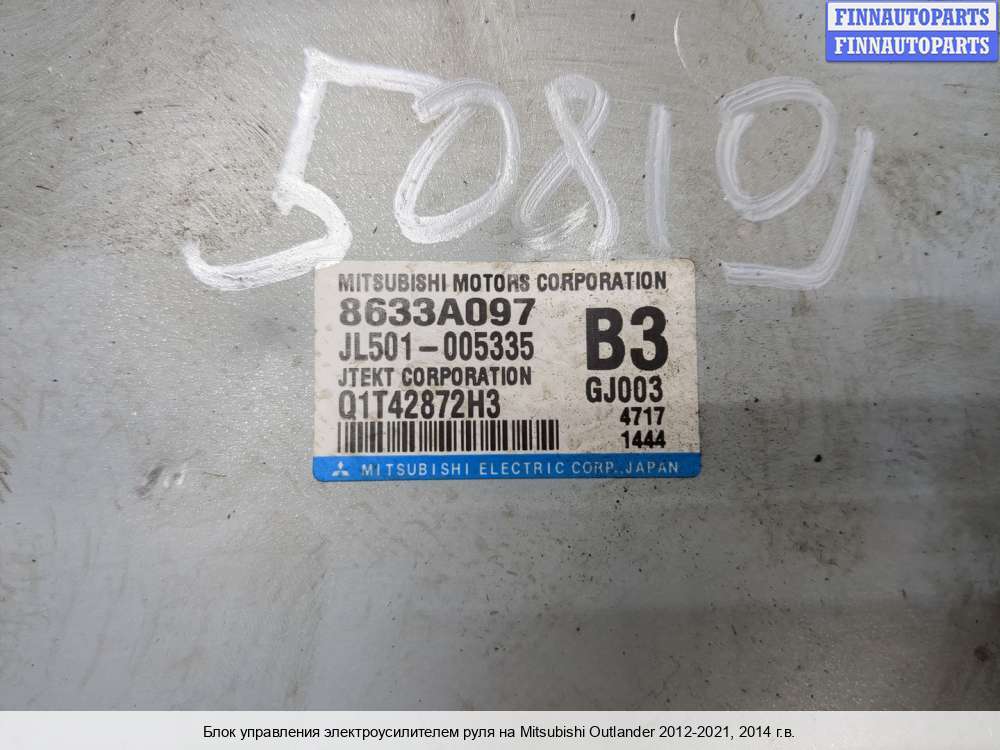 FINNAUTOPARTS
FINNAUTOPARTS
50819
MITSUBISHI MOTORS CORPORATION
8633A097
JL501-005335
B3
JTEKT CORPORATION
GJ003
Q1T42872H3
4717
1444
MITSUBISHI ELECTRIC CORP., JAPAN
Блок управления электроусилителем руля на Mitsubishi Outlander 2012-2021, 2014 г.в.